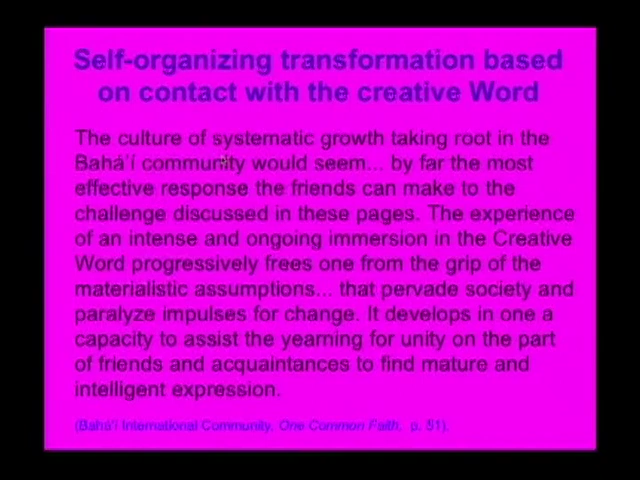 Self-organizing transformation based
on contact with the creative Word
The culture of systematic growth taking root in the
Bahá'í community would seem... by far the most
effective response the friends can make to the
challenge discussed in these pages. The experience
of an intense and ongoing immersion in the Creative
Word progressively frees one from the grip of the
materialistic assumptions... that pervade society and
paralyze impulses for change. It develops in one a
capacity to assist the yearning for unity on the part
of friends and acquaintances to find mature and
intelligent expression.
(Bahá'í International Community, One Common Faith, p. 51).